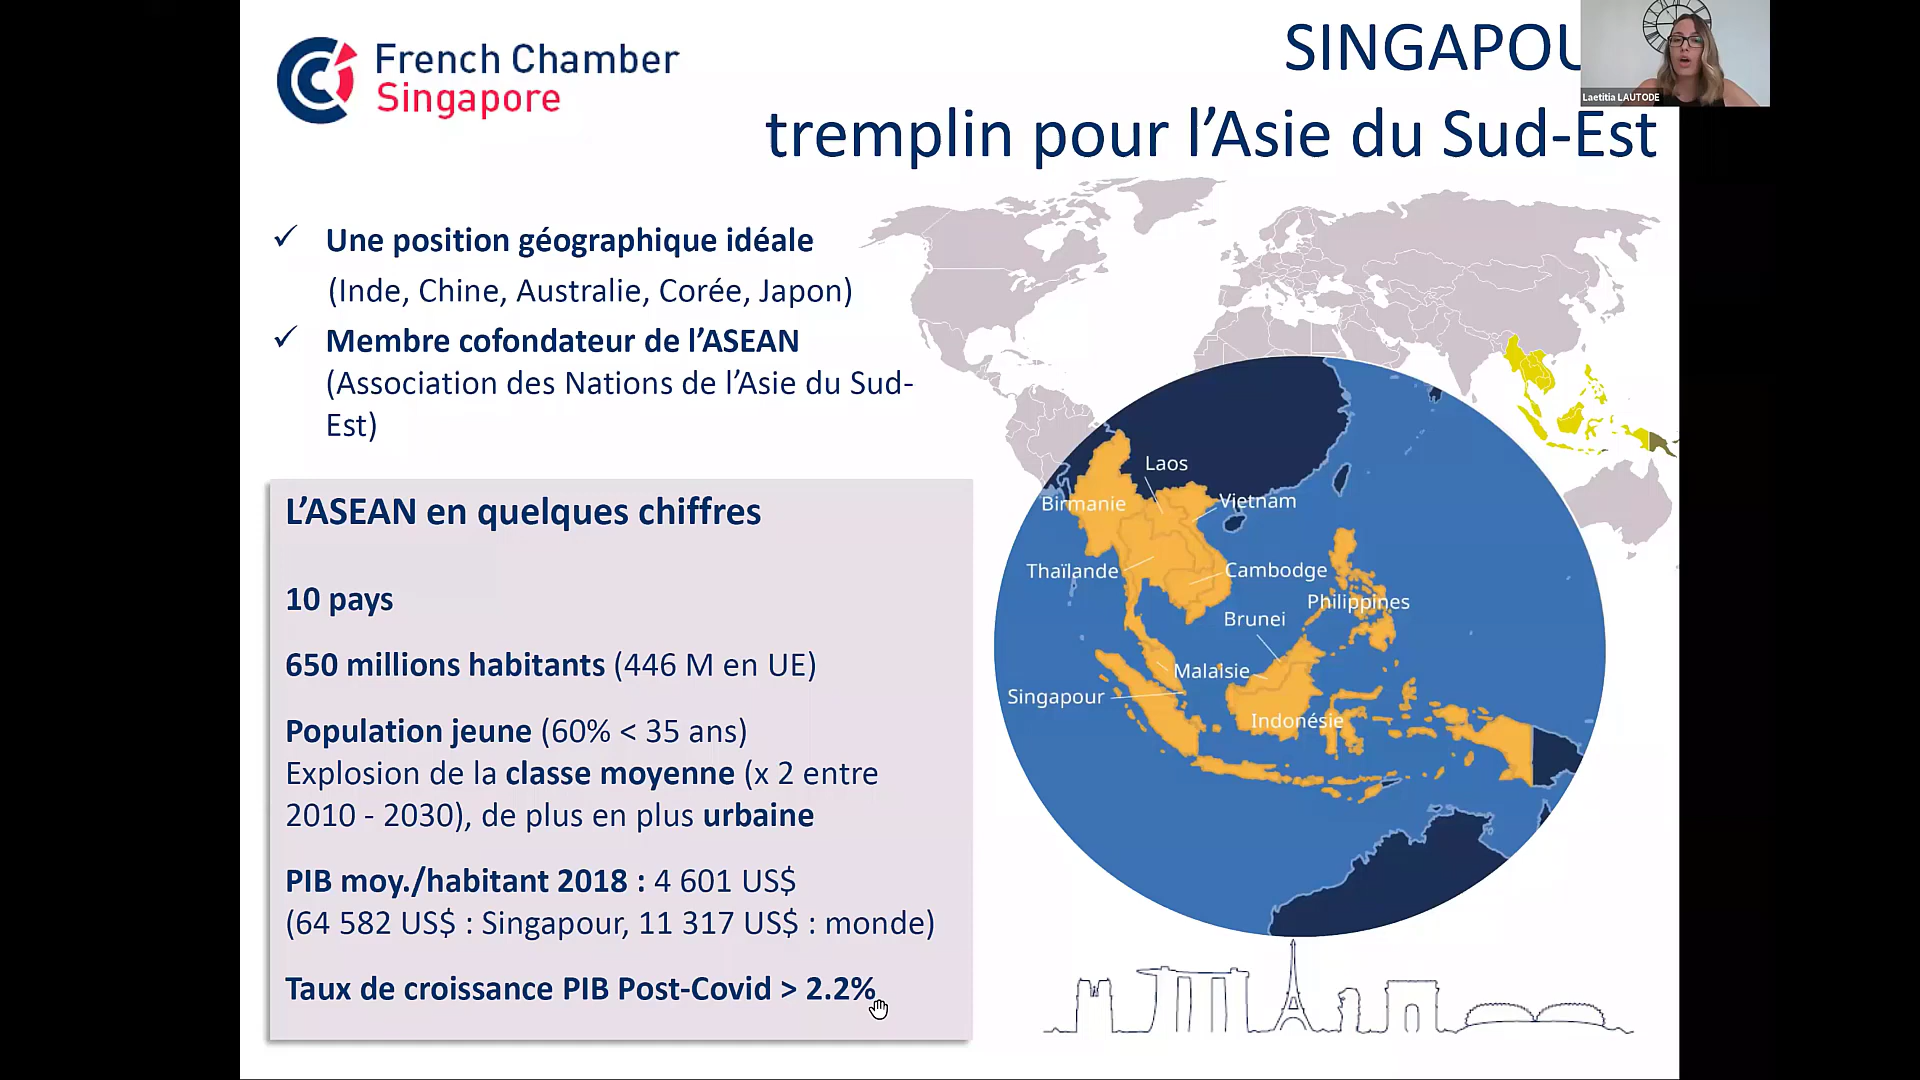 French Chamber
Singapore
SINGAPOU
tremplin pour l’Asie du Sud-Est
Laetitia LAUTODE
✓ Une position géographique idéale
(Inde, Chine, Australie, Corée, Japon)
✓ Membre cofondateur de l’ASEAN
(Association des Nations de l’Asie du Sud-
Est)
L’ASEAN en quelques chiffres
10 pays
650 millions habitants (446 M en UE)
Population jeune (60% < 35 ans)
Explosion de la classe moyenne (x 2 entre
2010 - 2030), de plus en plus urbaine
PIB moy./habitant 2018 : 4 601 US$
(64 582 US$ : Singapour, 11 317 US$ : monde)
Taux de croissance PIB Post-Covid > 2.2%
Laos
Birmanie
Vietnam
Thaïlande
Cambodge
Philippines
Brunei
Malaisie
Singapour
Indonésie